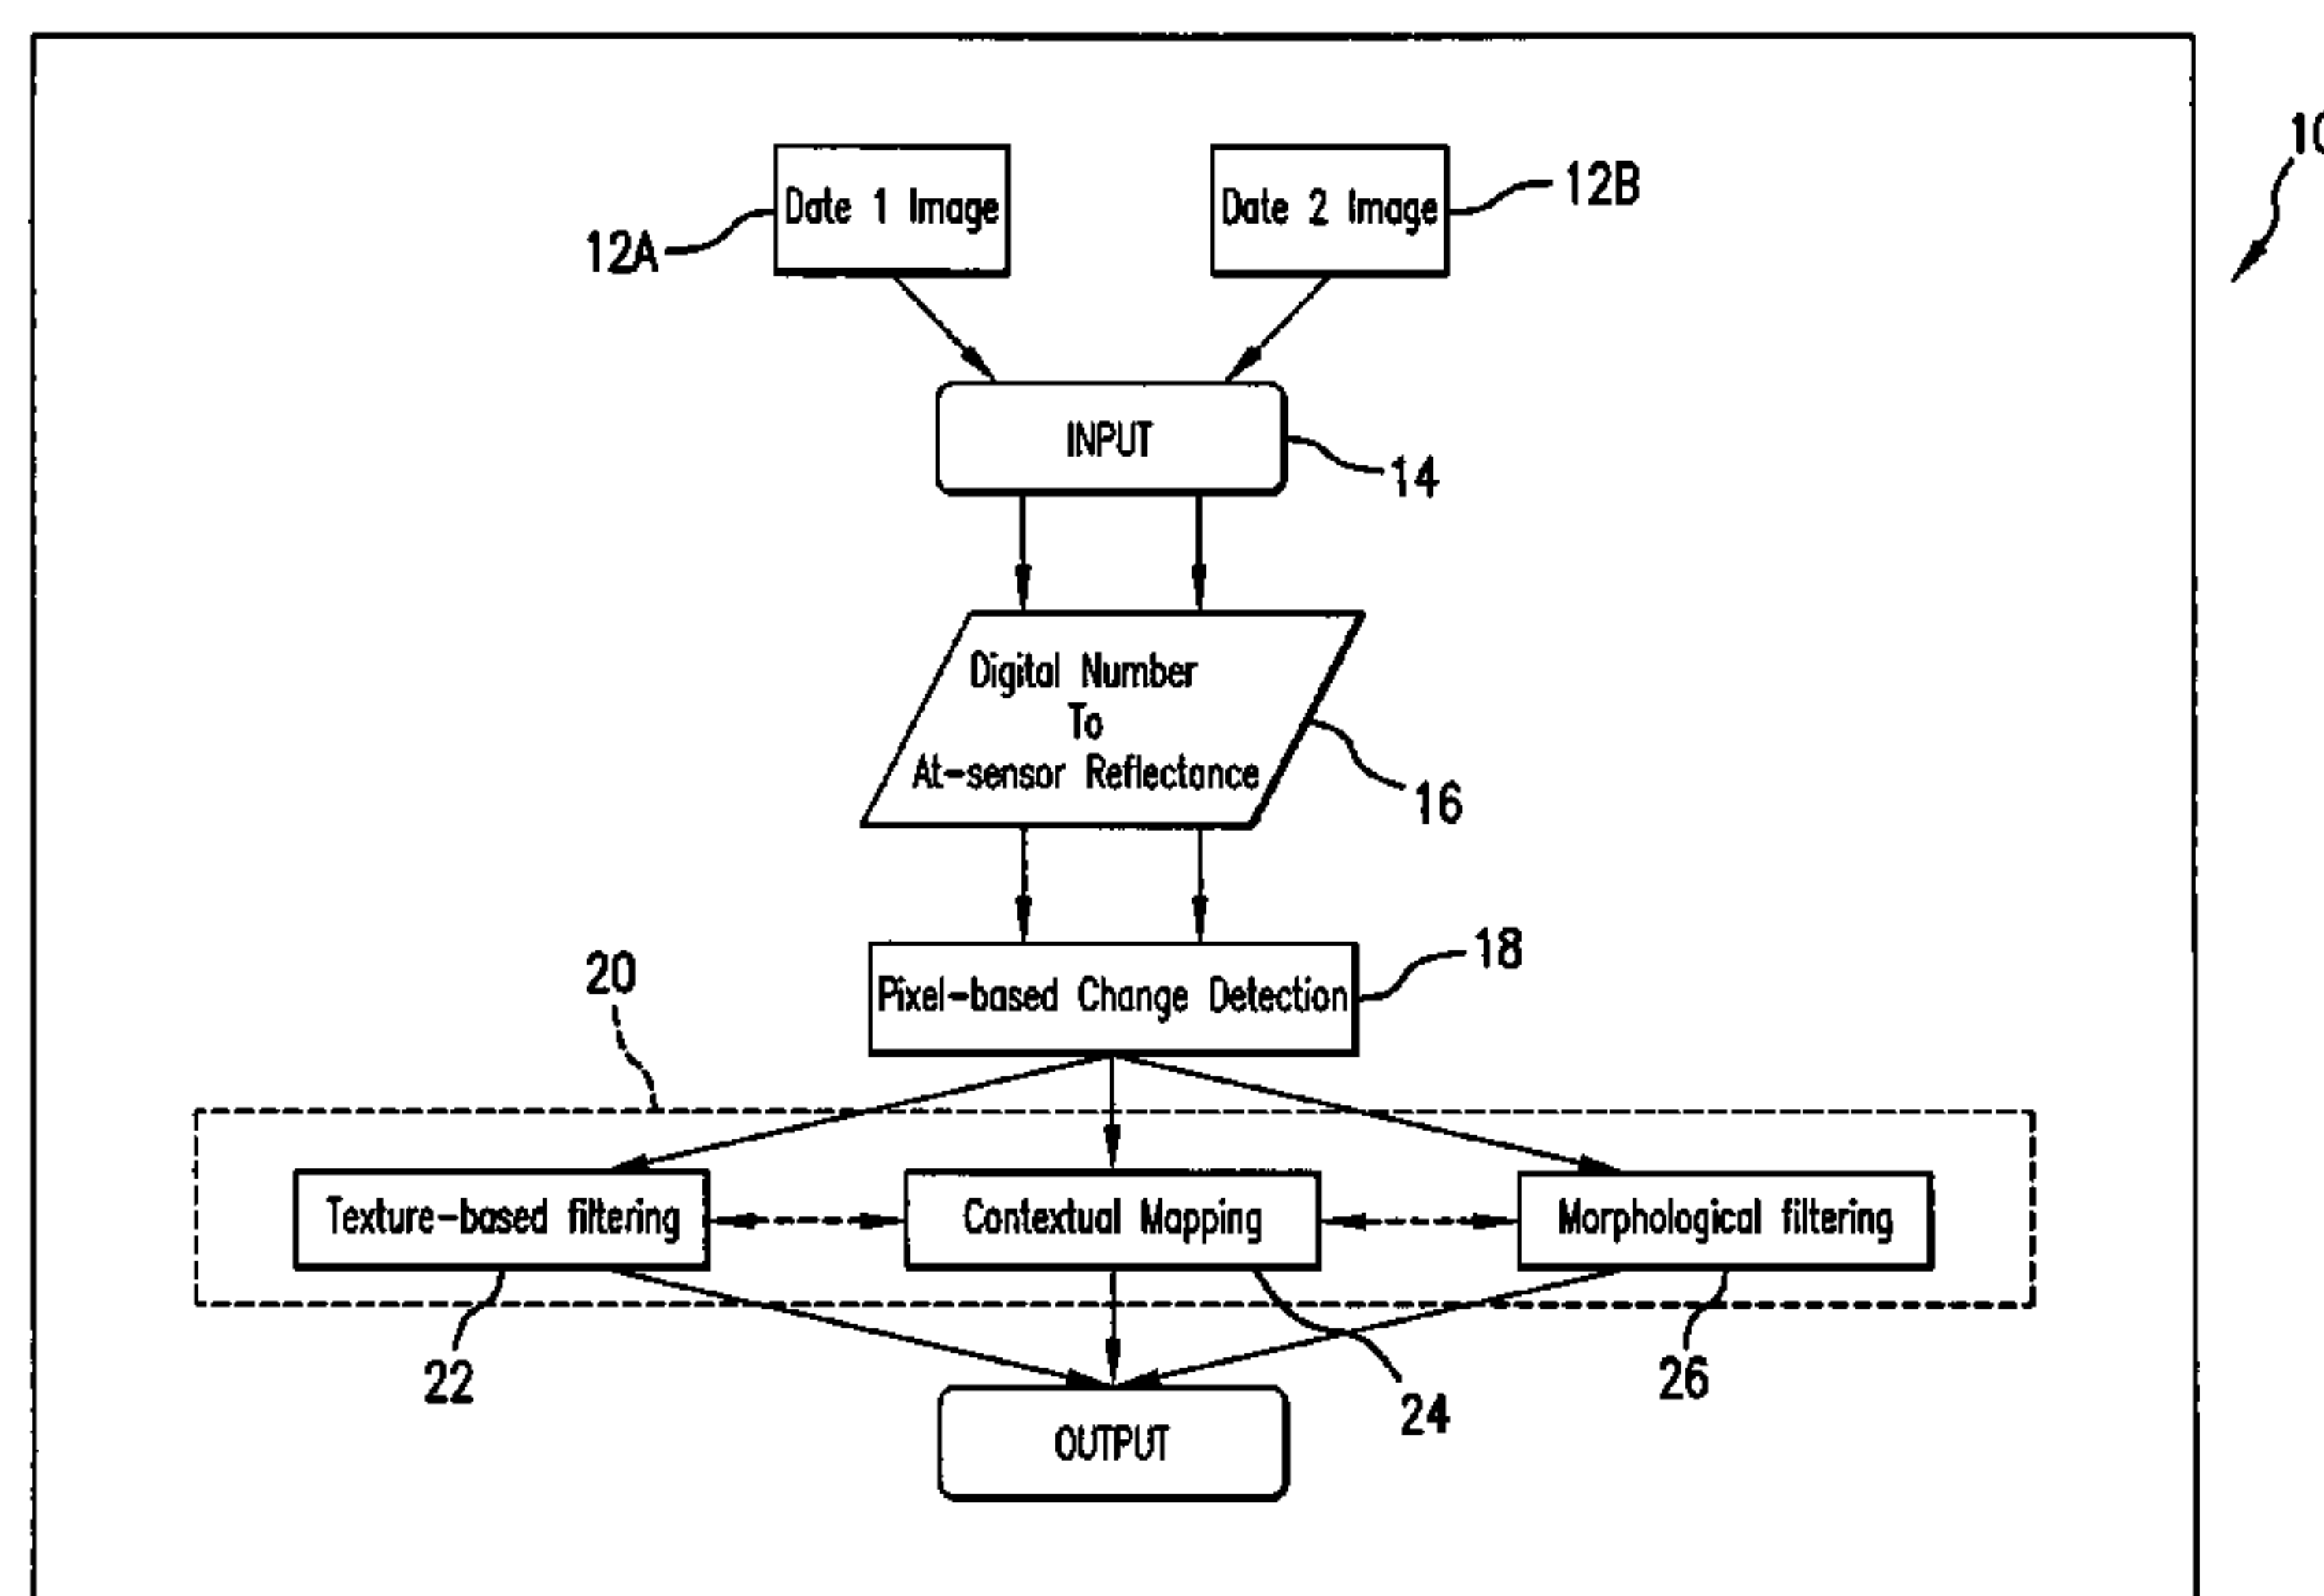 10
Date 1 Image
Date 2 Image
12B
12A
INPUT
14
Digital Number
To
At-sensor Reflectance
16
18
20
Pixel-based Change Detection
Texture-based filtering
Contextual Mapping
Morphological filtering
22
24
26
OUTPUT